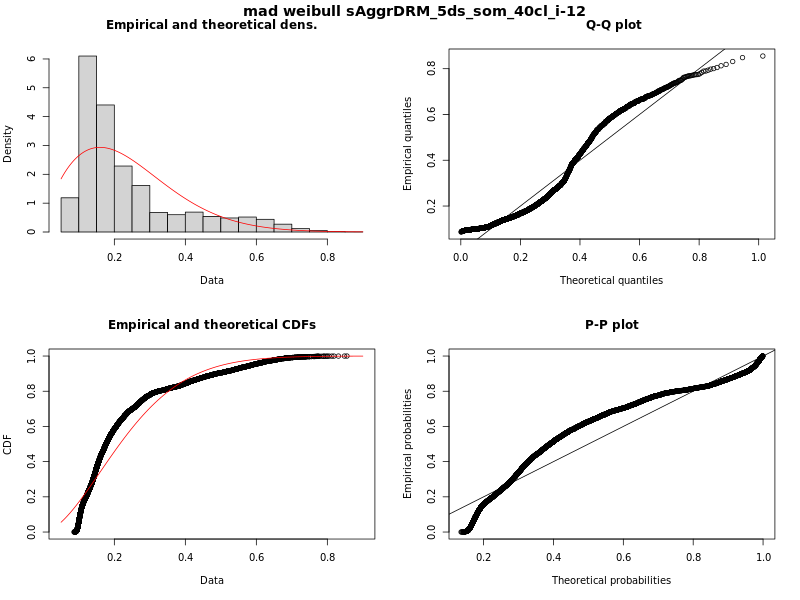 mad weibull sAggrDRM_5ds_som_40cl_i-12
Empirical and theoretical dens.
Density
0 1 2 3 4 5 6
0.2 0.4 0.6 0.8
Data
Q-Q plot
Empirical quantiles
0.2 0.4 0.6 0.8
0.0 0.2 0.4 0.6 0.8 1.0
Theoretical quantiles
Empirical and theoretical CDFs
CDF
0.0 0.2 0.4 0.6 0.8 1.0
0.2 0.4 0.6 0.8
Data
P-P plot
Empirical probabilities
0.0 0.2 0.4 0.6 0.8 1.0
0.2 0.4 0.6 0.8 1.0
Theoretical probabilities